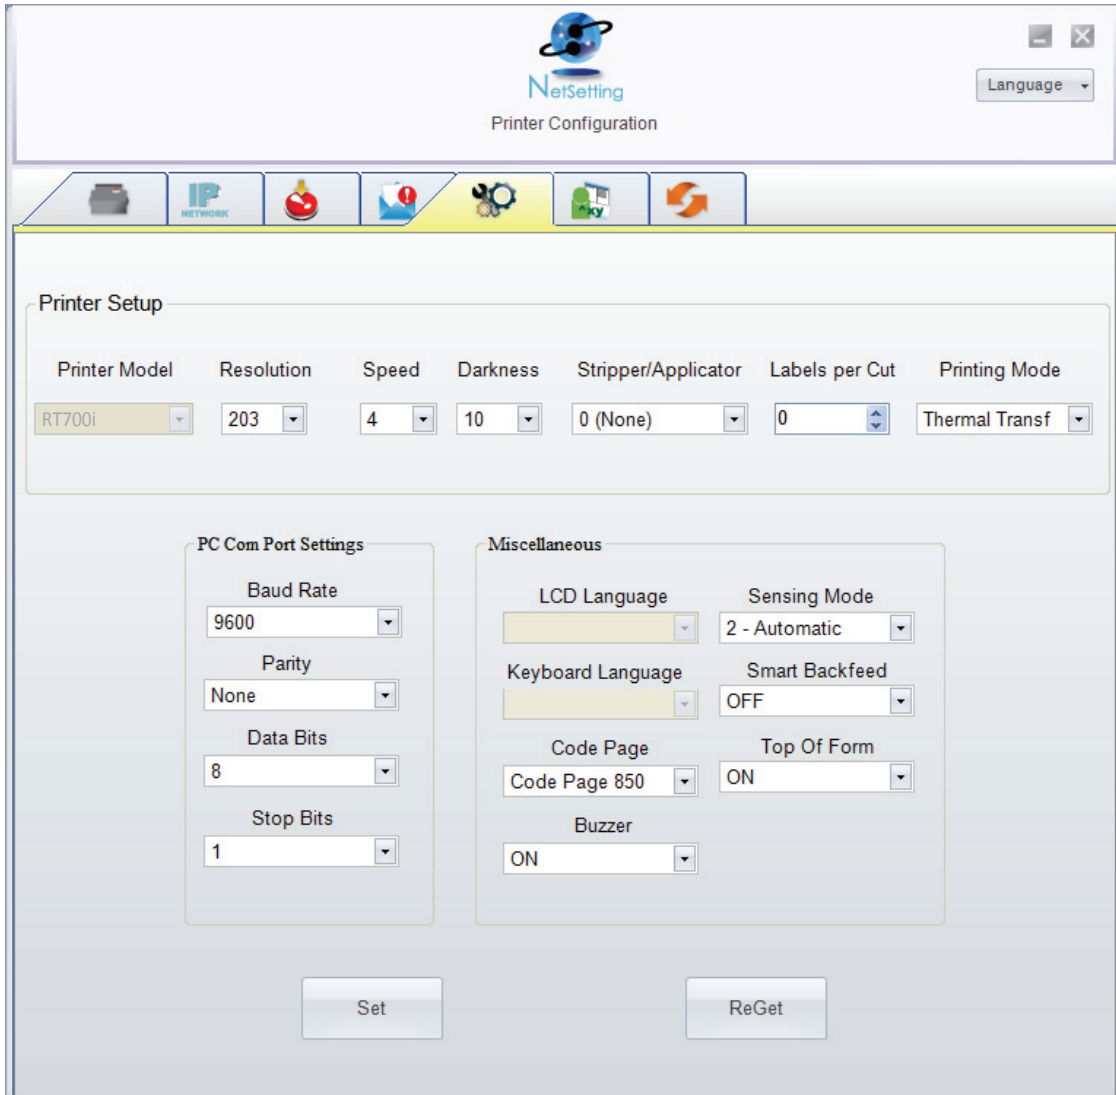 NetSetting
Language
Printer Configuration
IP
NETWORK
^XY
Printer Setup
Printer Model Resolution Speed Darkness Stripper/Applicator Labels per Cut Printing Mode
RT700i 203 4 10 0 (None) 0 Thermal Transf
PC Com Port Settings
Baud Rate
9600
Parity
None
Data Bits
8
Stop Bits
1
Miscellaneous
LCD Language Sensing Mode
2 - Automatic
Keyboard Language Smart Backfeed
OFF
Code Page Top Of Form
Code Page 850 ON
Buzzer
ON
Set ReGet